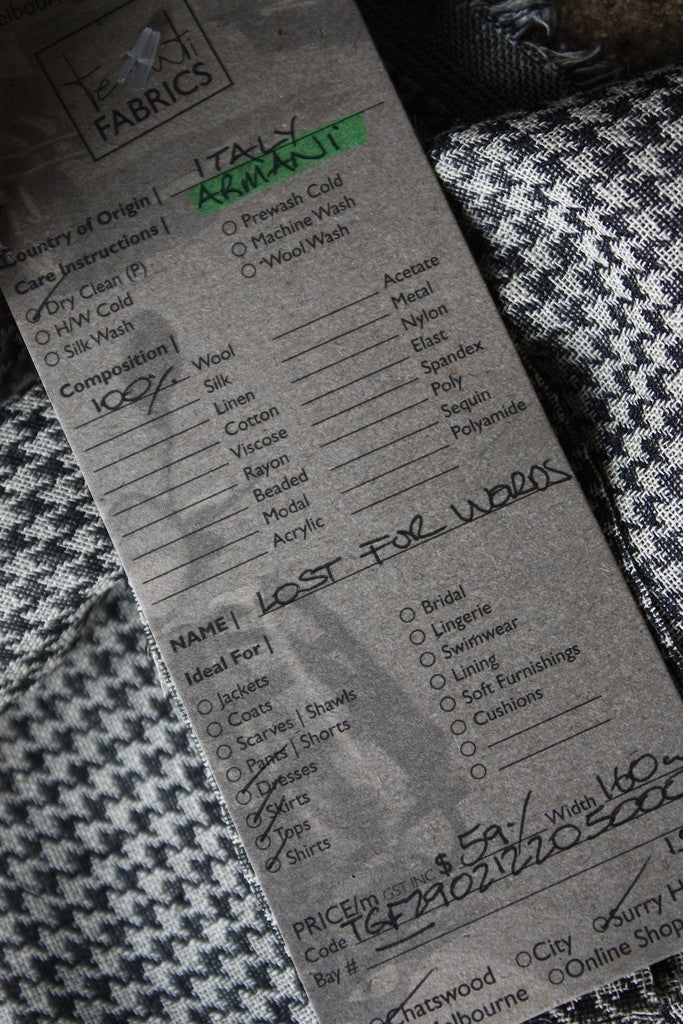 elbourne
FABRICS
Country of Origin | ITALY
ARMANI
Care Instructions |
Dry Clean (P)
H/W Cold
Silk Wash
Prewash Cold
Machine Wash
Wool Wash
Composition |
100% Wool
Silk
Linen
Cotton
Viscose
Rayon
Beaded
Modal
Acrylic
Acetate
Metal
Nylon
Elast
Spandex
Poly
Sequin
Polyamide
NAME | LOST FOR WORDS
Ideal For |
Jackets
Coats
Scarves | Shawls
Pants | Shorts
Dresses
Skirts
Tops
Shirts
Bridal
Lingerie
Swimwear
Lining
Soft Furnishings
Cushions
PRICE/m GST INC $ 59./ Width 160
Code TGF2902122050000
Bay #
Chatswood
City
Surry H
elbourne
Online Shop